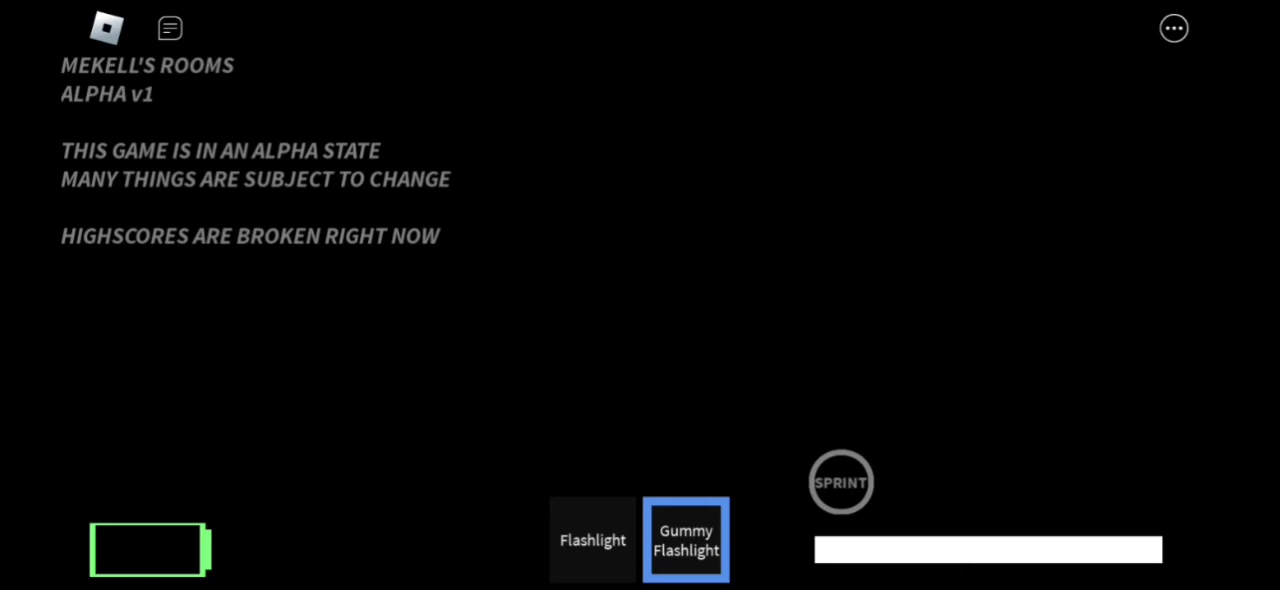 MEKELL'S ROOMS
ALPHA v1
THIS GAME IS IN AN ALPHA STATE
MANY THINGS ARE SUBJECT TO CHANGE
HIGHSCORES ARE BROKEN RIGHT NOW
SPRINT
Flashlight
Gummy
Flashlight